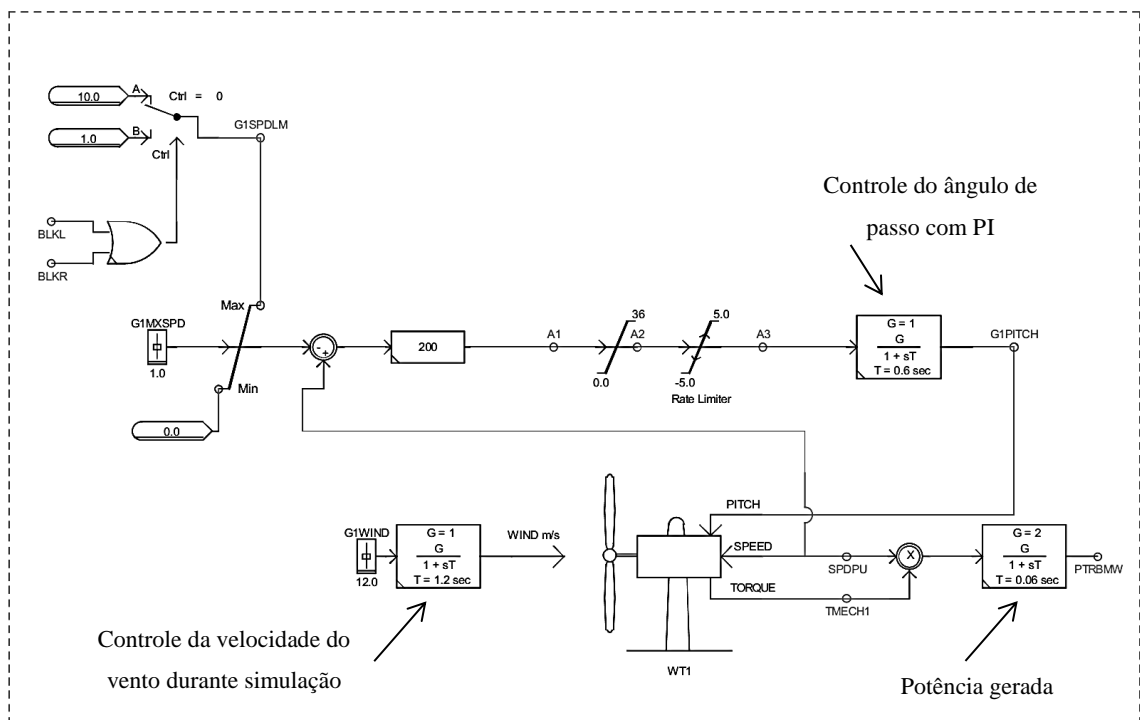 10.0
A
Ctrl = 0
1.0
B
Ctrl
G1SPDLM
BLKL
BLKR
Controle do ângulo de
passo com PI
Max
G1MXSPD
1.0
Min
0.0
- +
200
A1
36
A2
0.0
5.0
-5.0
Rate Limiter
A3
G = 1
G
1 + sT
T = 0.6 sec
G1PITCH
G1WIND
12.0
G = 1
G
1 + sT
T = 1.2 sec
WIND m/s
PITCH
SPEED
TORQUE
WT1
SPDPU
TMECH1
X
G = 2
G
1 + sT
T = 0.06 sec
PTRBMW
Controle da velocidade do
vento durante simulação
Potência gerada